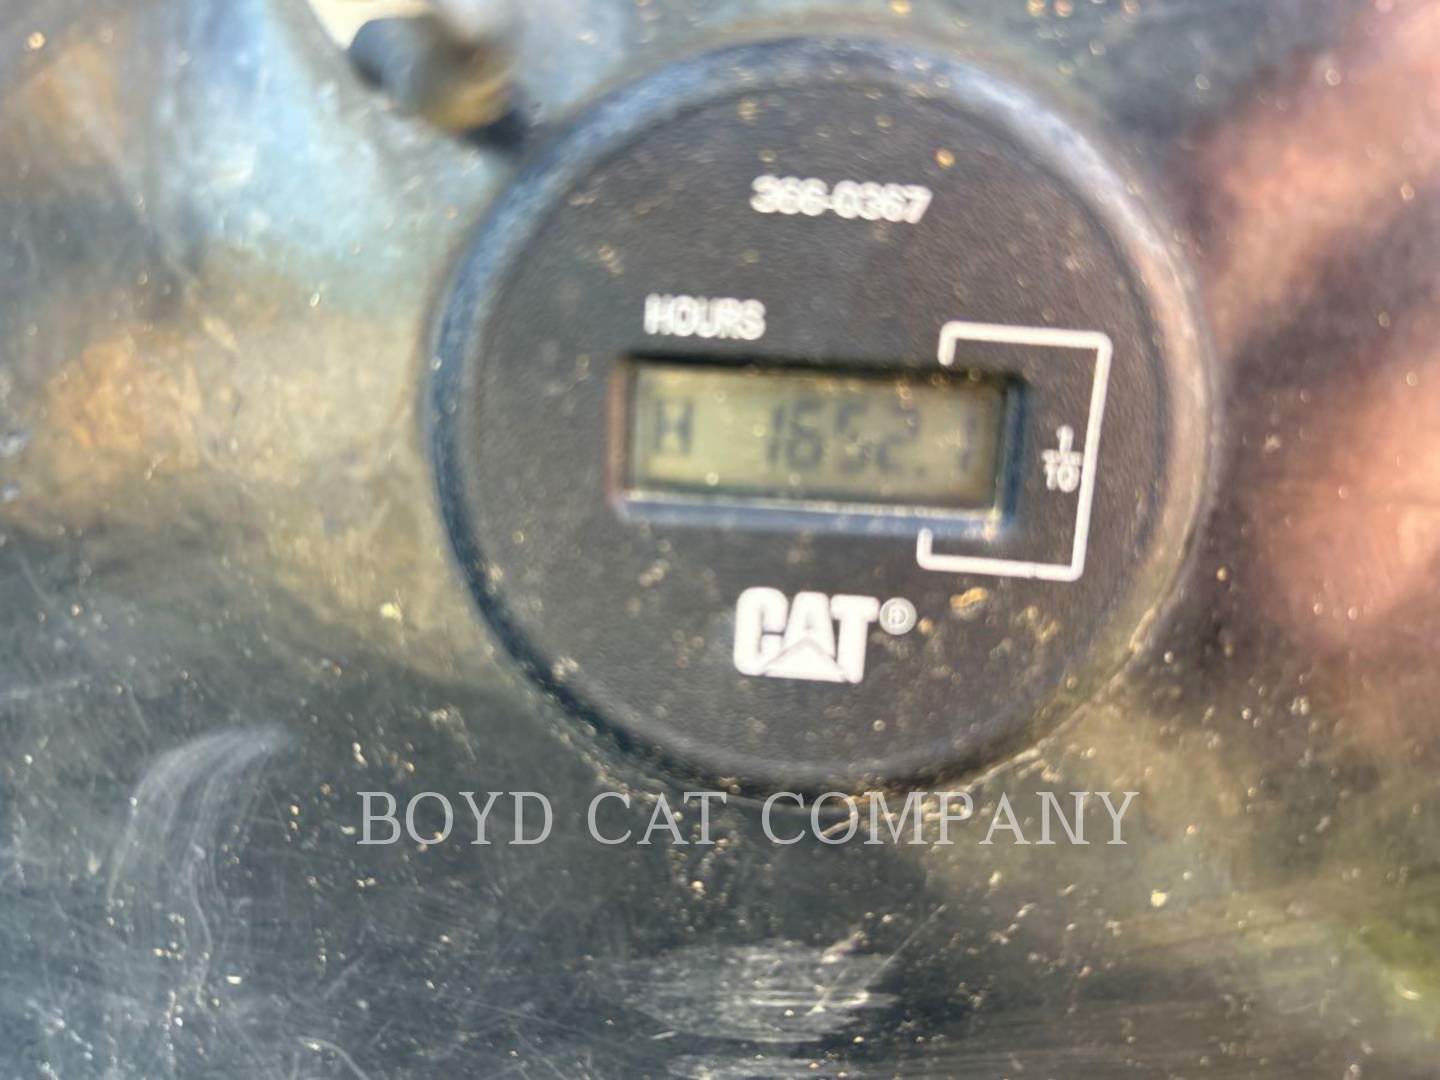 366-0367
HOURS
H 1652.1
1
10
CAT®
BOYD CAT COMPANY